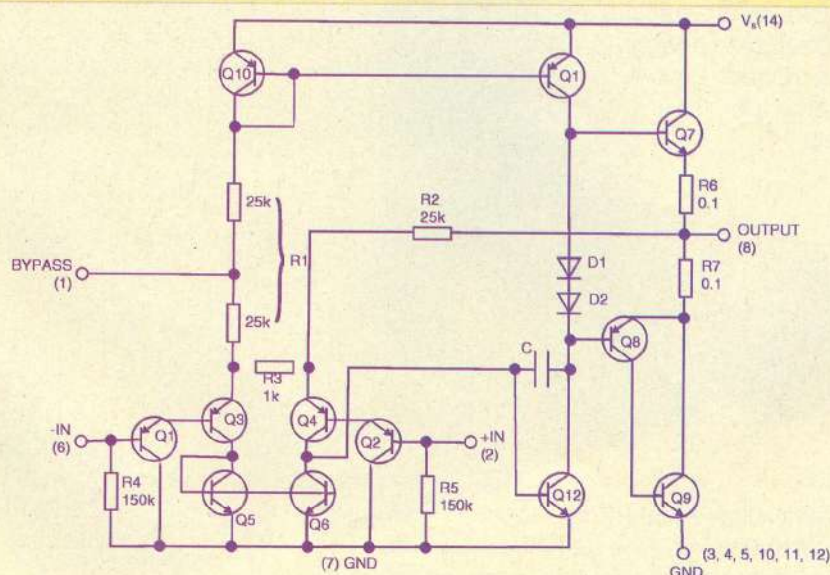 Vs(14)
Q10
Q1
Q7
R6
0.1
25k
R2
25k
OUTPUT
(8)
R1
BYPASS
(1)
D1
R7
0.1
25k
D2
C
Q8
R3
1k
-IN
(6)
Q1
Q3
Q4
Q2
+IN
(2)
R4
150k
Q5
Q6
R5
150k
Q12
Q9
(7) GND
(3, 4, 5, 10, 11, 12)
GND